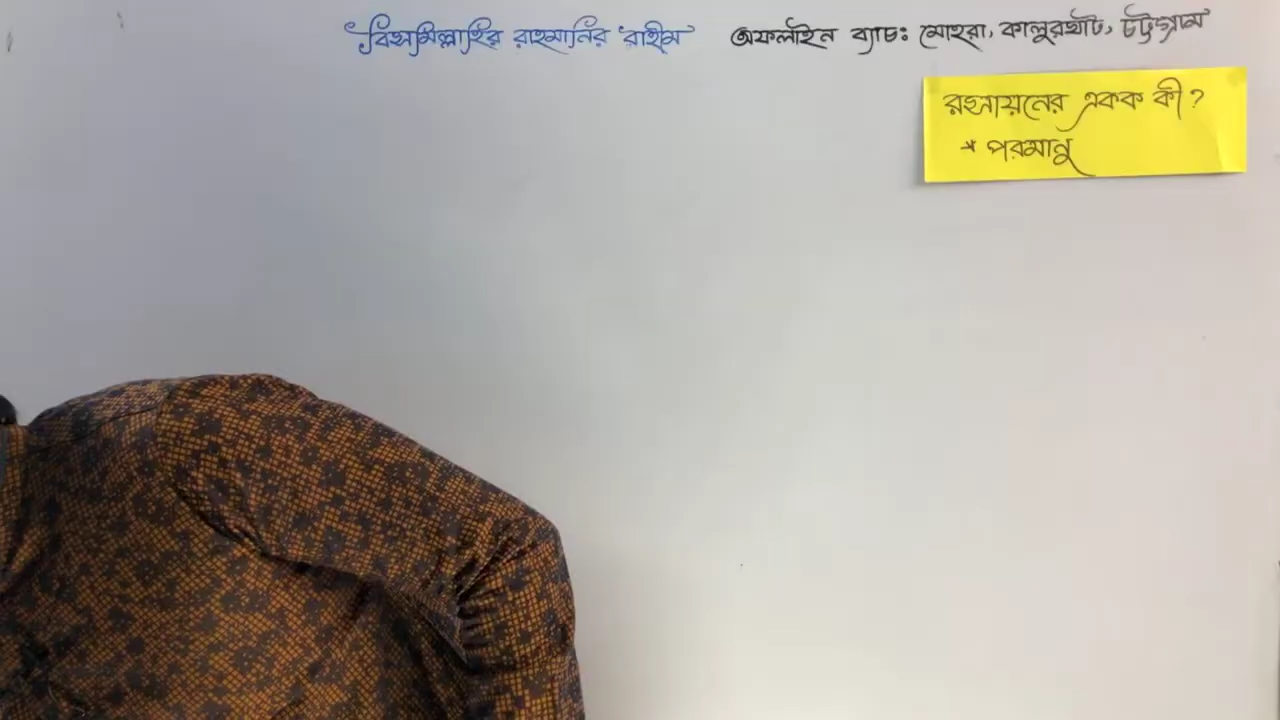 বিসমিল্লাহির রাহমানির রাহীম
অফলাইন ব্যাচঃ মোহরা, কালুরঘাট, চট্টগ্রাম
রসায়নের একক কী?
* পরমানু